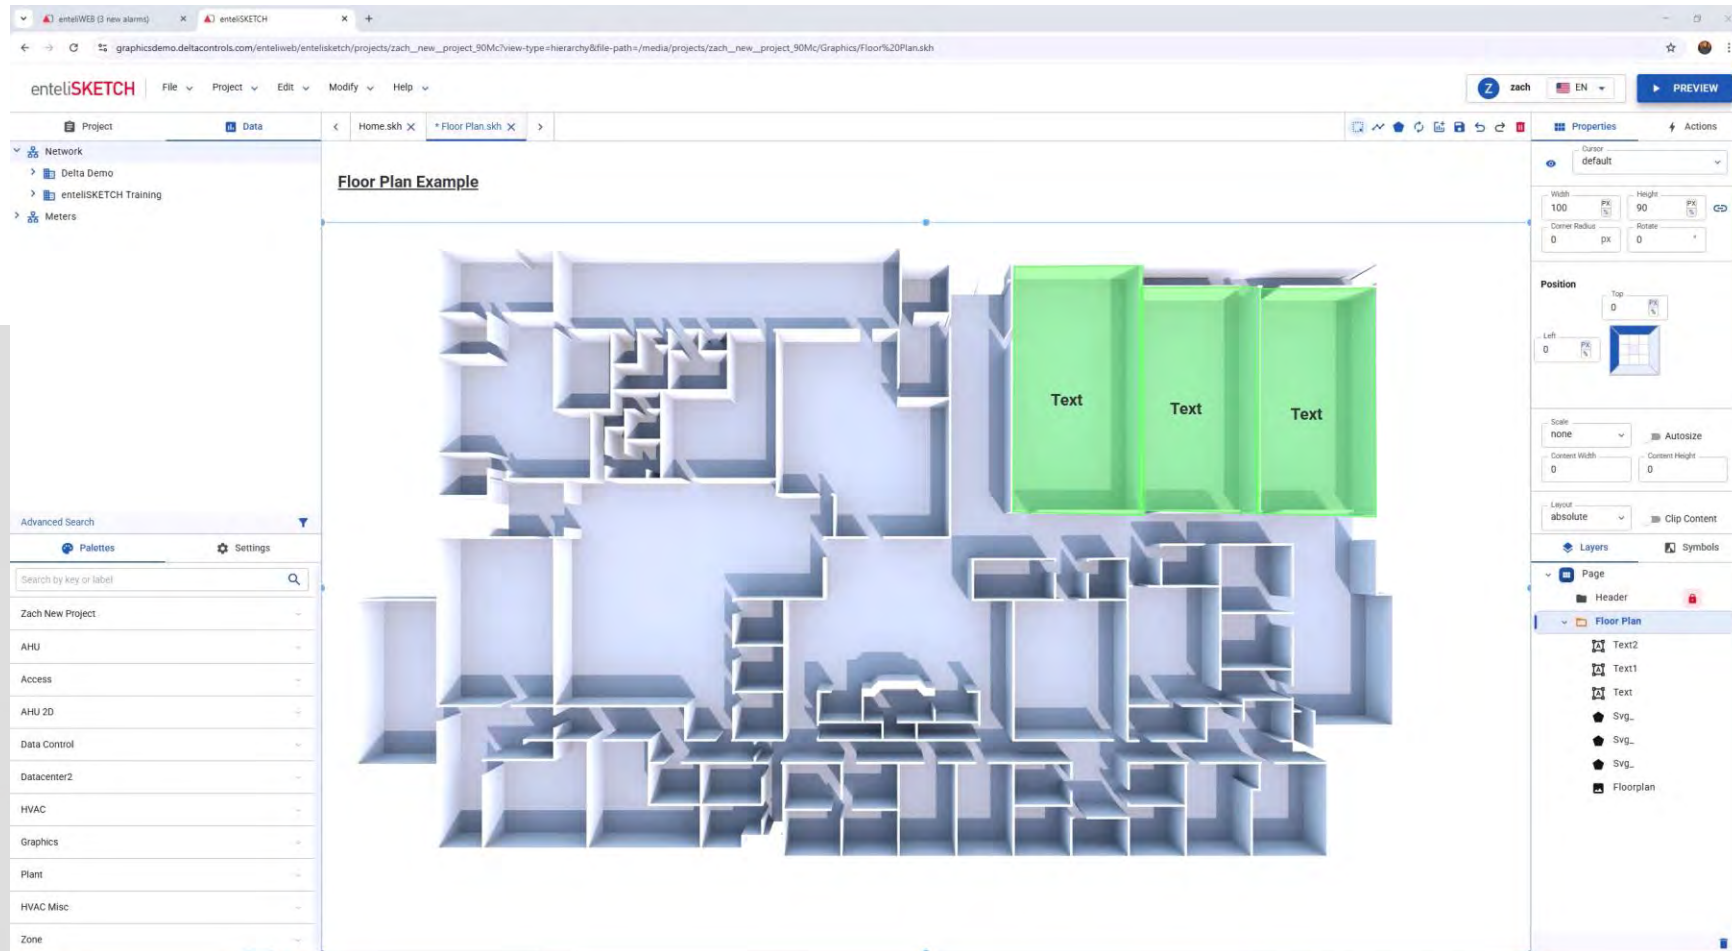 enteliWEB (3 new alarms)
enteliSKETCH
graphicsdemo.deltacontrols.com/enteliweb/entelisketch/projects/zach__new__project_90Mc?view-type=hierarchy&file-path=/media/projects/zach__new__project_90Mc/Graphics/Floor%20Plan.skh
enteliSKETCH
File
Project
Edit
Modify
Help
Z
zach
EN
PREVIEW
Project
Data
Home.skh
* Floor Plan.skh
Properties
Actions
Network
Delta Demo
enteliSKETCH Training
Meters
Advanced Search
Palettes
Settings
Search by key or label
Zach New Project
AHU
Access
AHU 2D
Data Control
Datacenter2
HVAC
Graphics
Plant
HVAC Misc
Zone
Floor Plan Example
Text
Text
Text
Cursor
default
Width
100
PX
%
Height
90
PX
%
Corner Radius
0
px
Rotate
0
°
Position
Top
0
PX
%
Left
0
PX
%
Scale
none
Autosize
Content Width
0
Content Height
0
Layout
absolute
Clip Content
Layers
Symbols
Page
Header
Floor Plan
Text2
Text1
Text
Svg_
Svg_
Svg_
Floorplan